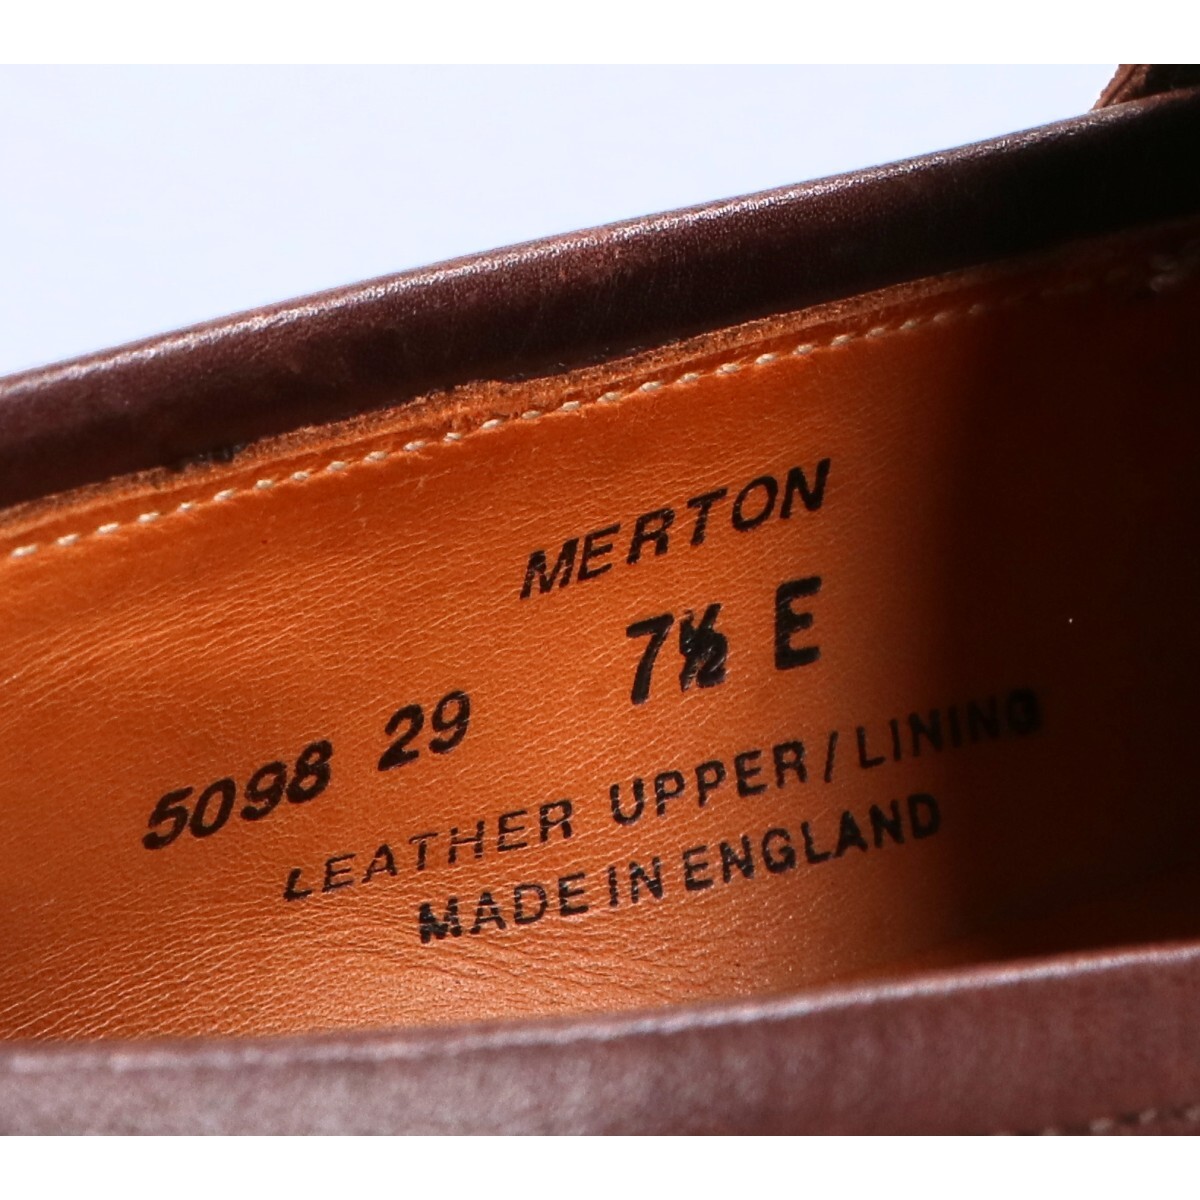 MERTON
7½ E
5098 29
LEATHER UPPER/LINING
MADE IN ENGLAND